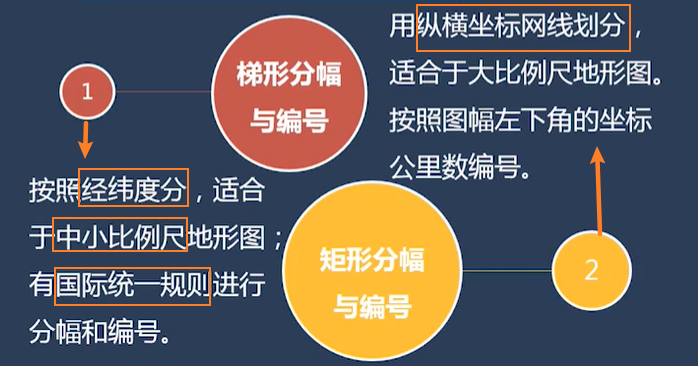 1
梯形分幅
与编号
按照经纬度分，适合
于中小比例尺地形图；
有国际统一规则进行
分幅和编号。
用纵横坐标网线划分，
适合于大比例尺地形图。
按照图幅左下角的坐标
公里数编号。
矩形分幅
与编号
2